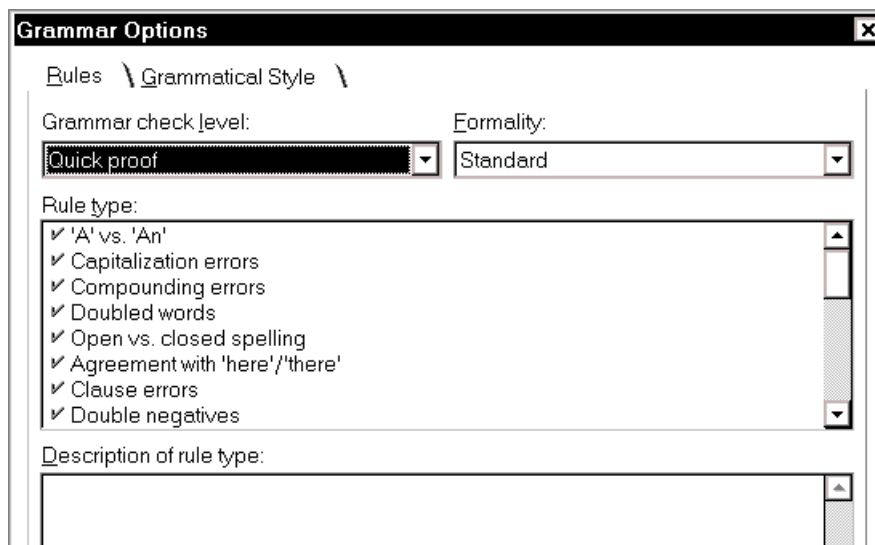 Grammar Options
Rules Grammatical Style
Grammar check level: Formality:
Quick proof Standard
Rule type:
'A' vs. 'An'
Capitalization errors
Compounding errors
Doubled words
Open vs. closed spelling
Agreement with 'here'/'there'
Clause errors
Double negatives
Description of rule type: